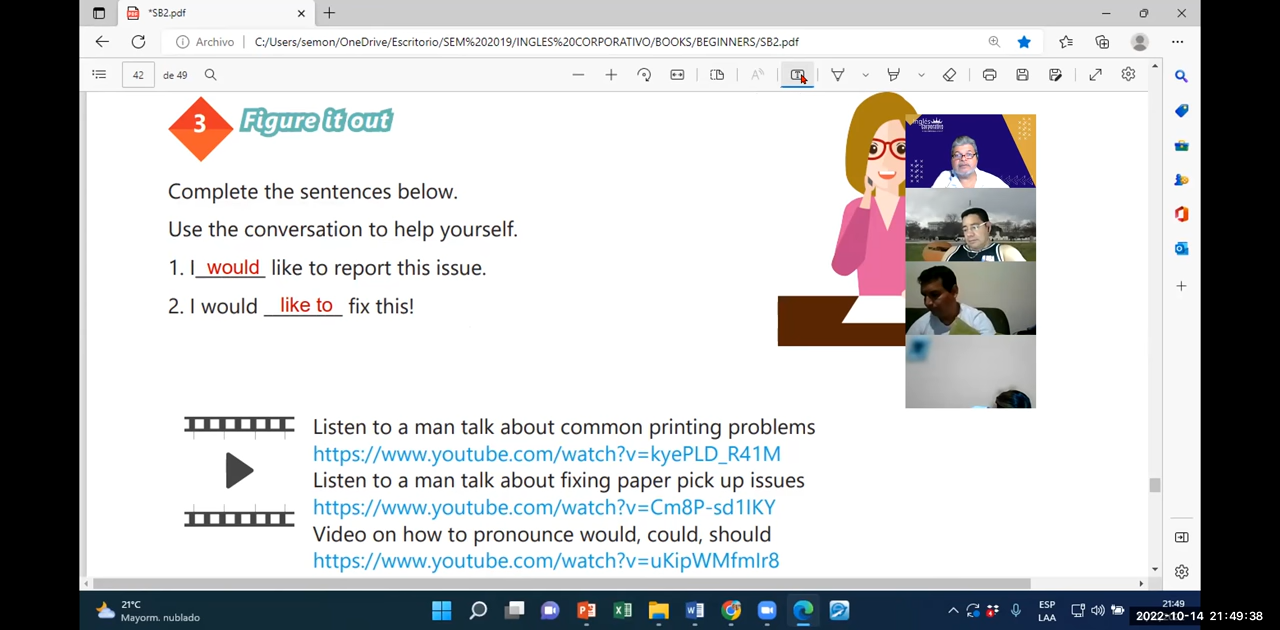 *SB2.pdf
Archivo
C:/Users/semon/OneDrive/Escritorio/SEM%202019/INGLES%20CORPORATIVO/BOOKS/BEGINNERS/SB2.pdf
42 de 49
3 Figure it out
Complete the sentences below.
Use the conversation to help yourself.
1. I would like to report this issue.
2. I would like to fix this!
Inglés Corporativo
Listen to a man talk about common printing problems
https://www.youtube.com/watch?v=kyePLD_R41M
Listen to a man talk about fixing paper pick up issues
https://www.youtube.com/watch?v=Cm8P-sd1IKY
Video on how to pronounce would, could, should
https://www.youtube.com/watch?v=uKipWMfmIr8
21°C
Mayorm. nublado
ESP
LAA
21:49
2022-10-14 21:49:38